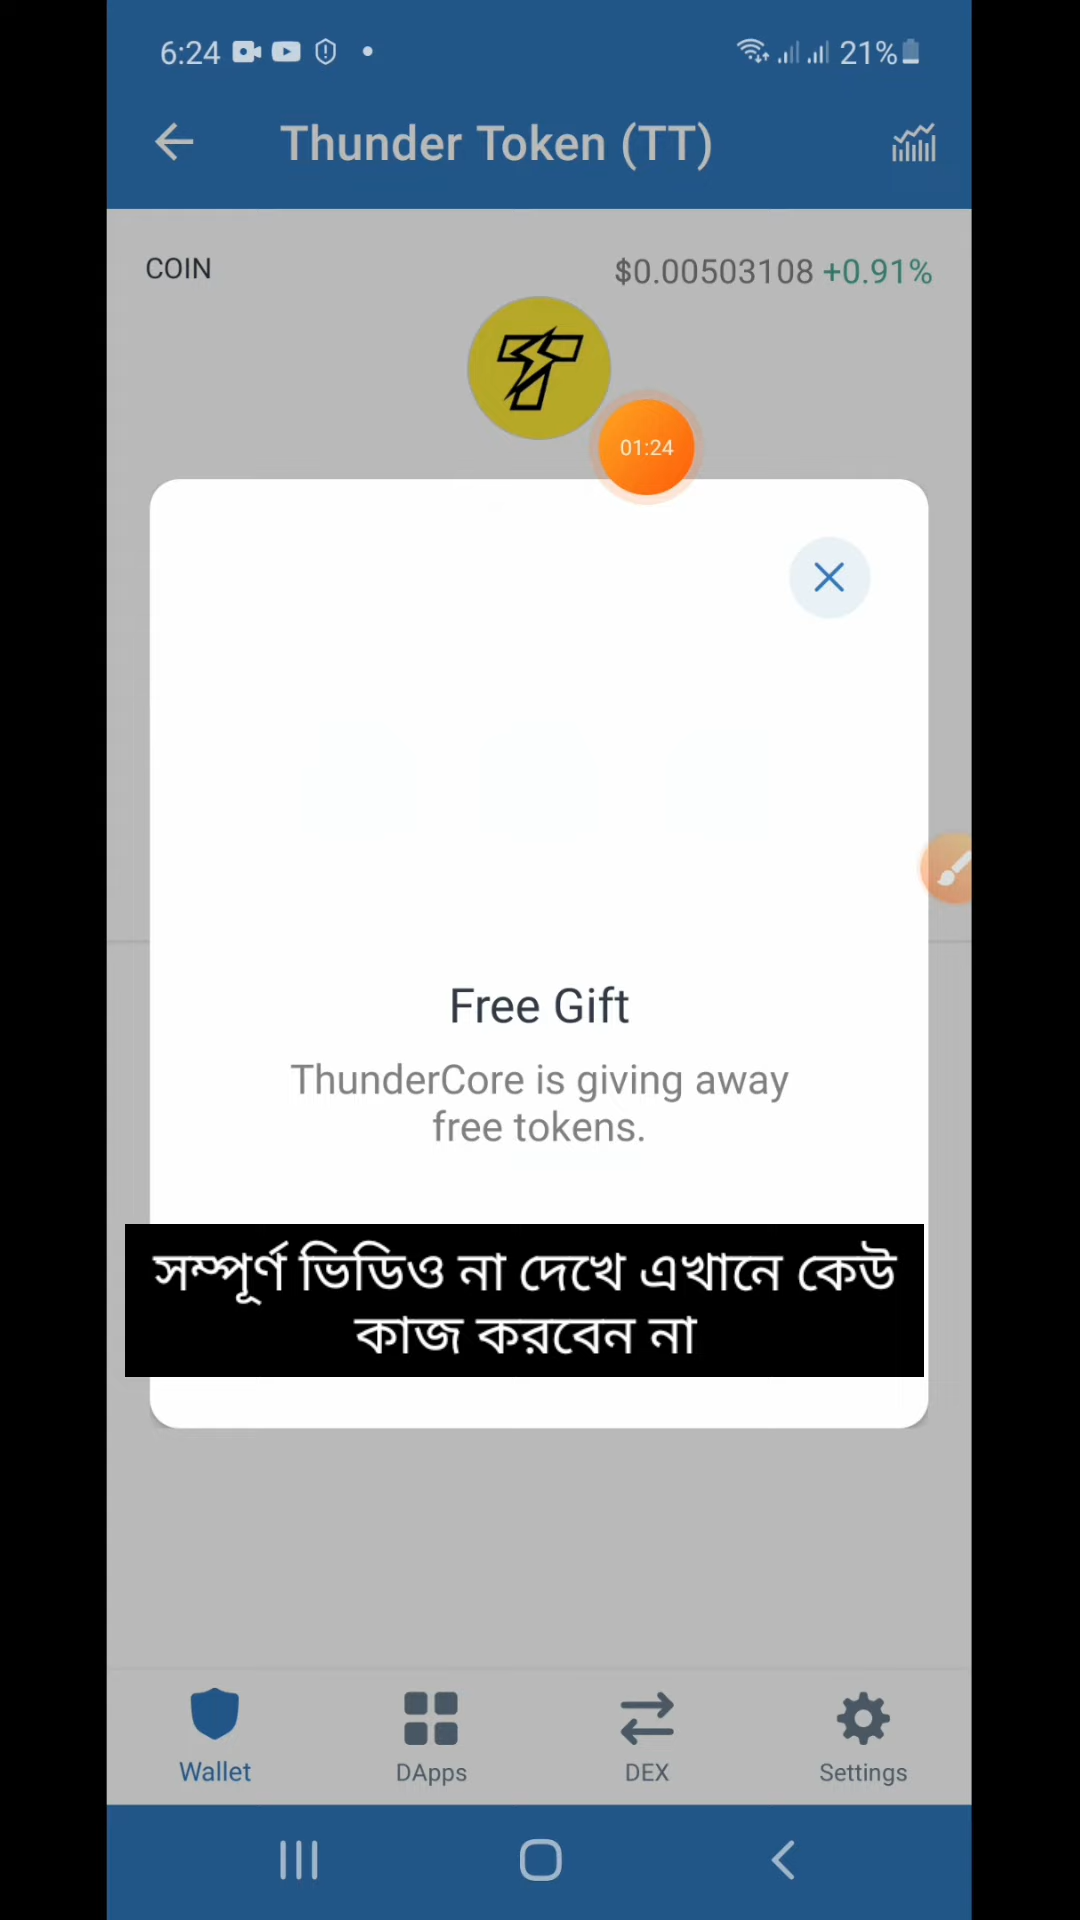 6:24
21%
Thunder Token (TT)
COIN
$0.00503108 +0.91%
01:24
Free Gift
ThunderCore is giving away
free tokens.
সম্পূর্ণ ভিডিও না দেখে এখানে কেউ
কাজ করবেন না
Wallet
DApps
DEX
Settings